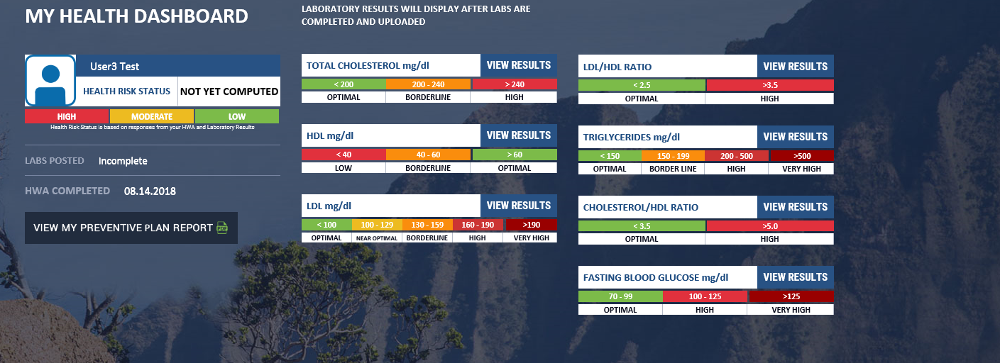 MY HEALTH DASHBOARD
LABORATORY RESULTS WILL DISPLAY AFTER LABS ARE
COMPLETED AND UPLOADED
User3 Test
HEALTH RISK STATUS NOT YET COMPUTED
HIGH MODERATE LOW
Health Risk Status is based on responses from your HWA and Laboratory Results
LABS POSTED Incomplete
HWA COMPLETED 08.14.2018
VIEW MY PREVENTIVE PLAN REPORT PDF
TOTAL CHOLESTEROL mg/dl VIEW RESULTS
< 200 200 - 240 > 240
OPTIMAL BORDERLINE HIGH
HDL mg/dl VIEW RESULTS
< 40 40 - 60 > 60
LOW BORDERLINE OPTIMAL
LDL mg/dl VIEW RESULTS
< 100 100 - 129 130 - 159 160 - 190 >190
OPTIMAL NEAR OPTIMAL BORDERLINE HIGH VERY HIGH
LDL/HDL RATIO VIEW RESULTS
< 2.5 >3.5
OPTIMAL HIGH
TRIGLYCERIDES mg/dl VIEW RESULTS
< 150 150 - 199 200 - 500 >500
OPTIMAL BORDER LINE HIGH VERY HIGH
CHOLESTEROL/HDL RATIO VIEW RESULTS
< 3.5 >5.0
OPTIMAL HIGH
FASTING BLOOD GLUCOSE mg/dl VIEW RESULTS
70 - 99 100 - 125 >125
OPTIMAL HIGH VERY HIGH